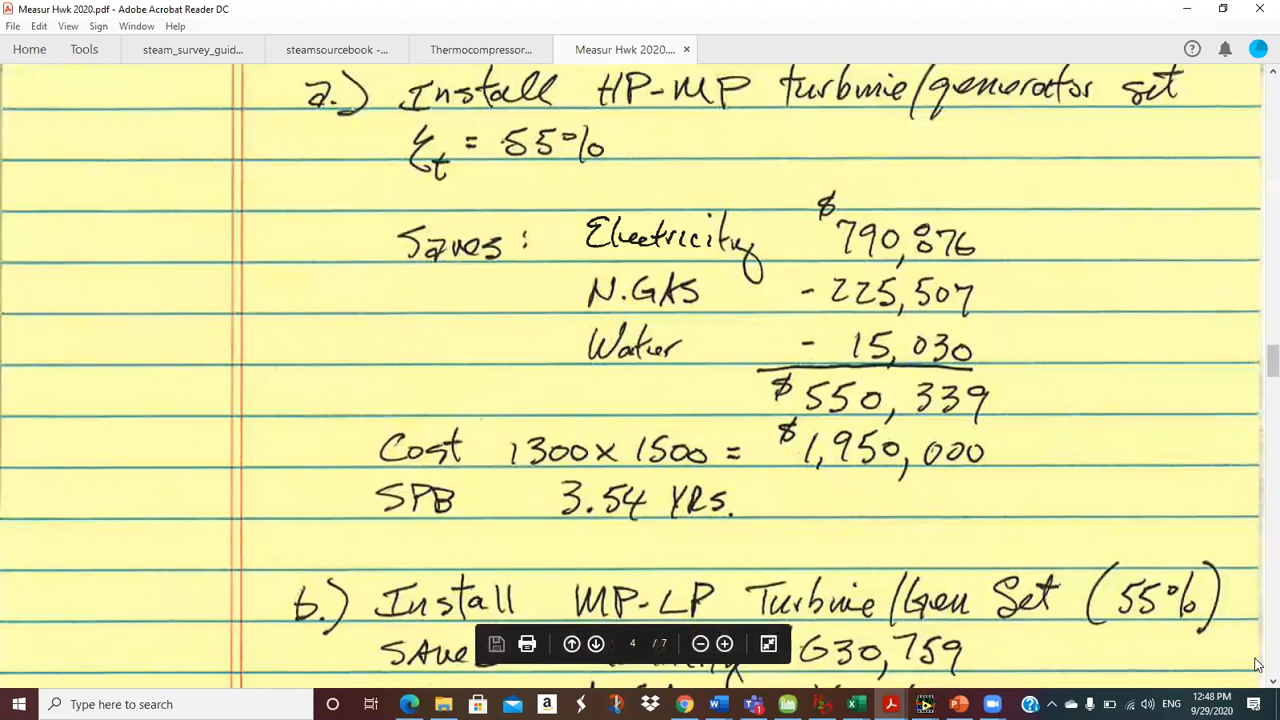 Measur Hwk 2020.pdf - Adobe Acrobat Reader DC
File Edit View Sign Window Help
Home Tools steam_survey_guid... steamsourcebook -... Thermocompressor... Measur Hwk 2020.... ×
a.) Install HP-MP turbine/generator set
ξt = 55%
Saves: Electricity $790,876
N.GAS - 225,507
Water - 15,030
$550,339
Cost 1300 x 1500 = $1,950,000
SPB 3.54 YRS.
b.) Install MP-LP Turbine/Gen Set (55%)
4 / 7
SAve 630,759
Type here to search
ENG
12:48 PM
9/29/2020